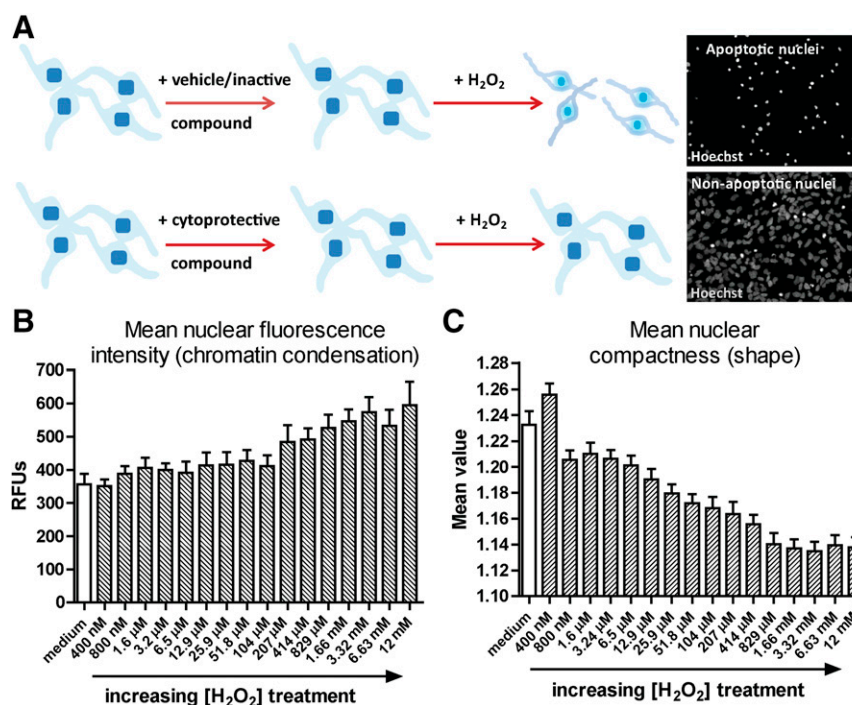 A
+ vehicle/inactive
compound
+ H₂O₂
Apoptotic nuclei
Hoechst
+ cytoprotective
compound
+ H₂O₂
Non-apoptotic nuclei
Hoechst
B
Mean nuclear fluorescence
intensity (chromatin condensation)
700
600
500
400
300
200
100
0
RFUs
medium
400 nM
800 nM
1.6 µM
3.2 µM
6.5 µM
12.9 µM
25.9 µM
51.8 µM
104 µM
207 µM
414 µM
829 µM
1.66 mM
3.32 mM
6.63 mM
12 mM
increasing [H₂O₂] treatment
C
Mean nuclear
compactness (shape)
1.28
1.26
1.24
1.22
1.20
1.18
1.16
1.14
1.12
1.10
Mean value
medium
400 nM
800 nM
1.6 µM
3.24 µM
6.5 µM
12.9 µM
25.9 µM
51.8 µM
104 µM
207 µM
414 µM
829 µM
1.66 mM
3.32 mM
6.63 mM
12 mM
increasing [H₂O₂] treatment